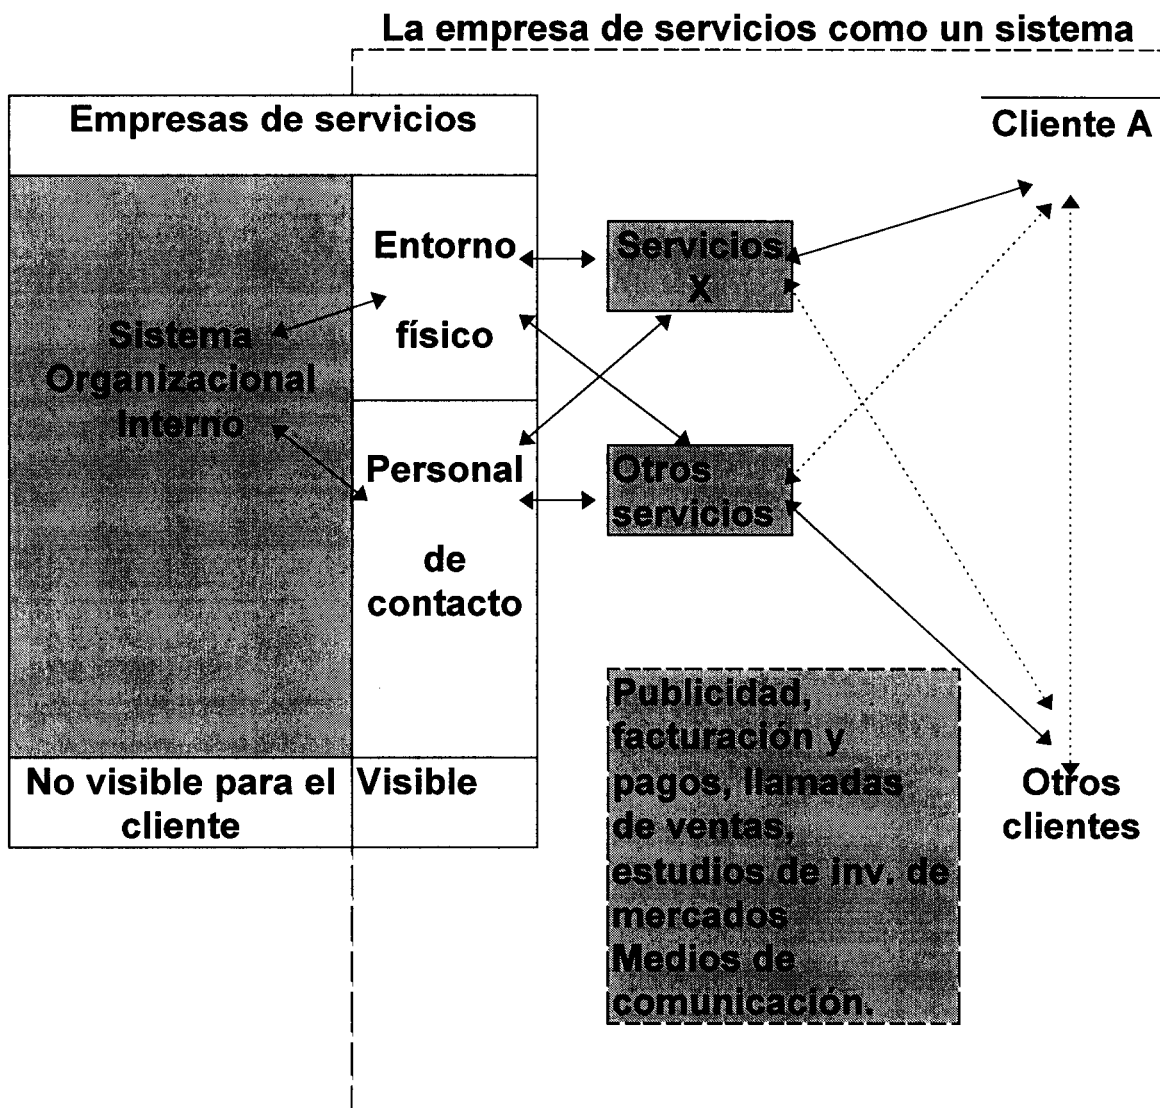 La empresa de servicios como un sistema
Empresas de servicios
Cliente A
Sistema
Organizacional
Interno
Entorno
físico
Personal
de
contacto
Servicios
X
Otros
servicios
Publicidad,
facturación y
pagos, llamadas
de ventas,
estudios de inv. de
mercados
Medios de
comunicación.
Otros
clientes
No visible para el
cliente
Visible